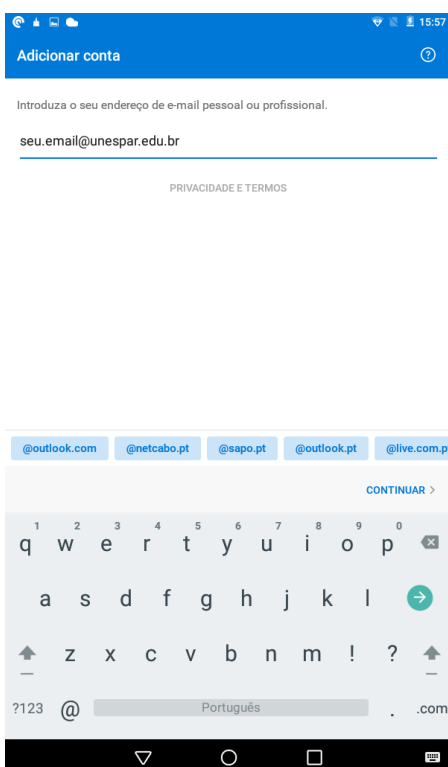 15:57
Adicionar conta
Introduza o seu endereço de e-mail pessoal ou profissional.
seu.email@unespar.edu.br
PRIVACIDADE E TERMOS
@outlook.com @netcabo.pt @sapo.pt @outlook.pt @live.com.p
CONTINUAR >
1 2 3 4 5 6 7 8 9 0
q w e r t y u i o p
a s d f g h j k l
z x c v b n m ! ?
?123 @ Português . .com